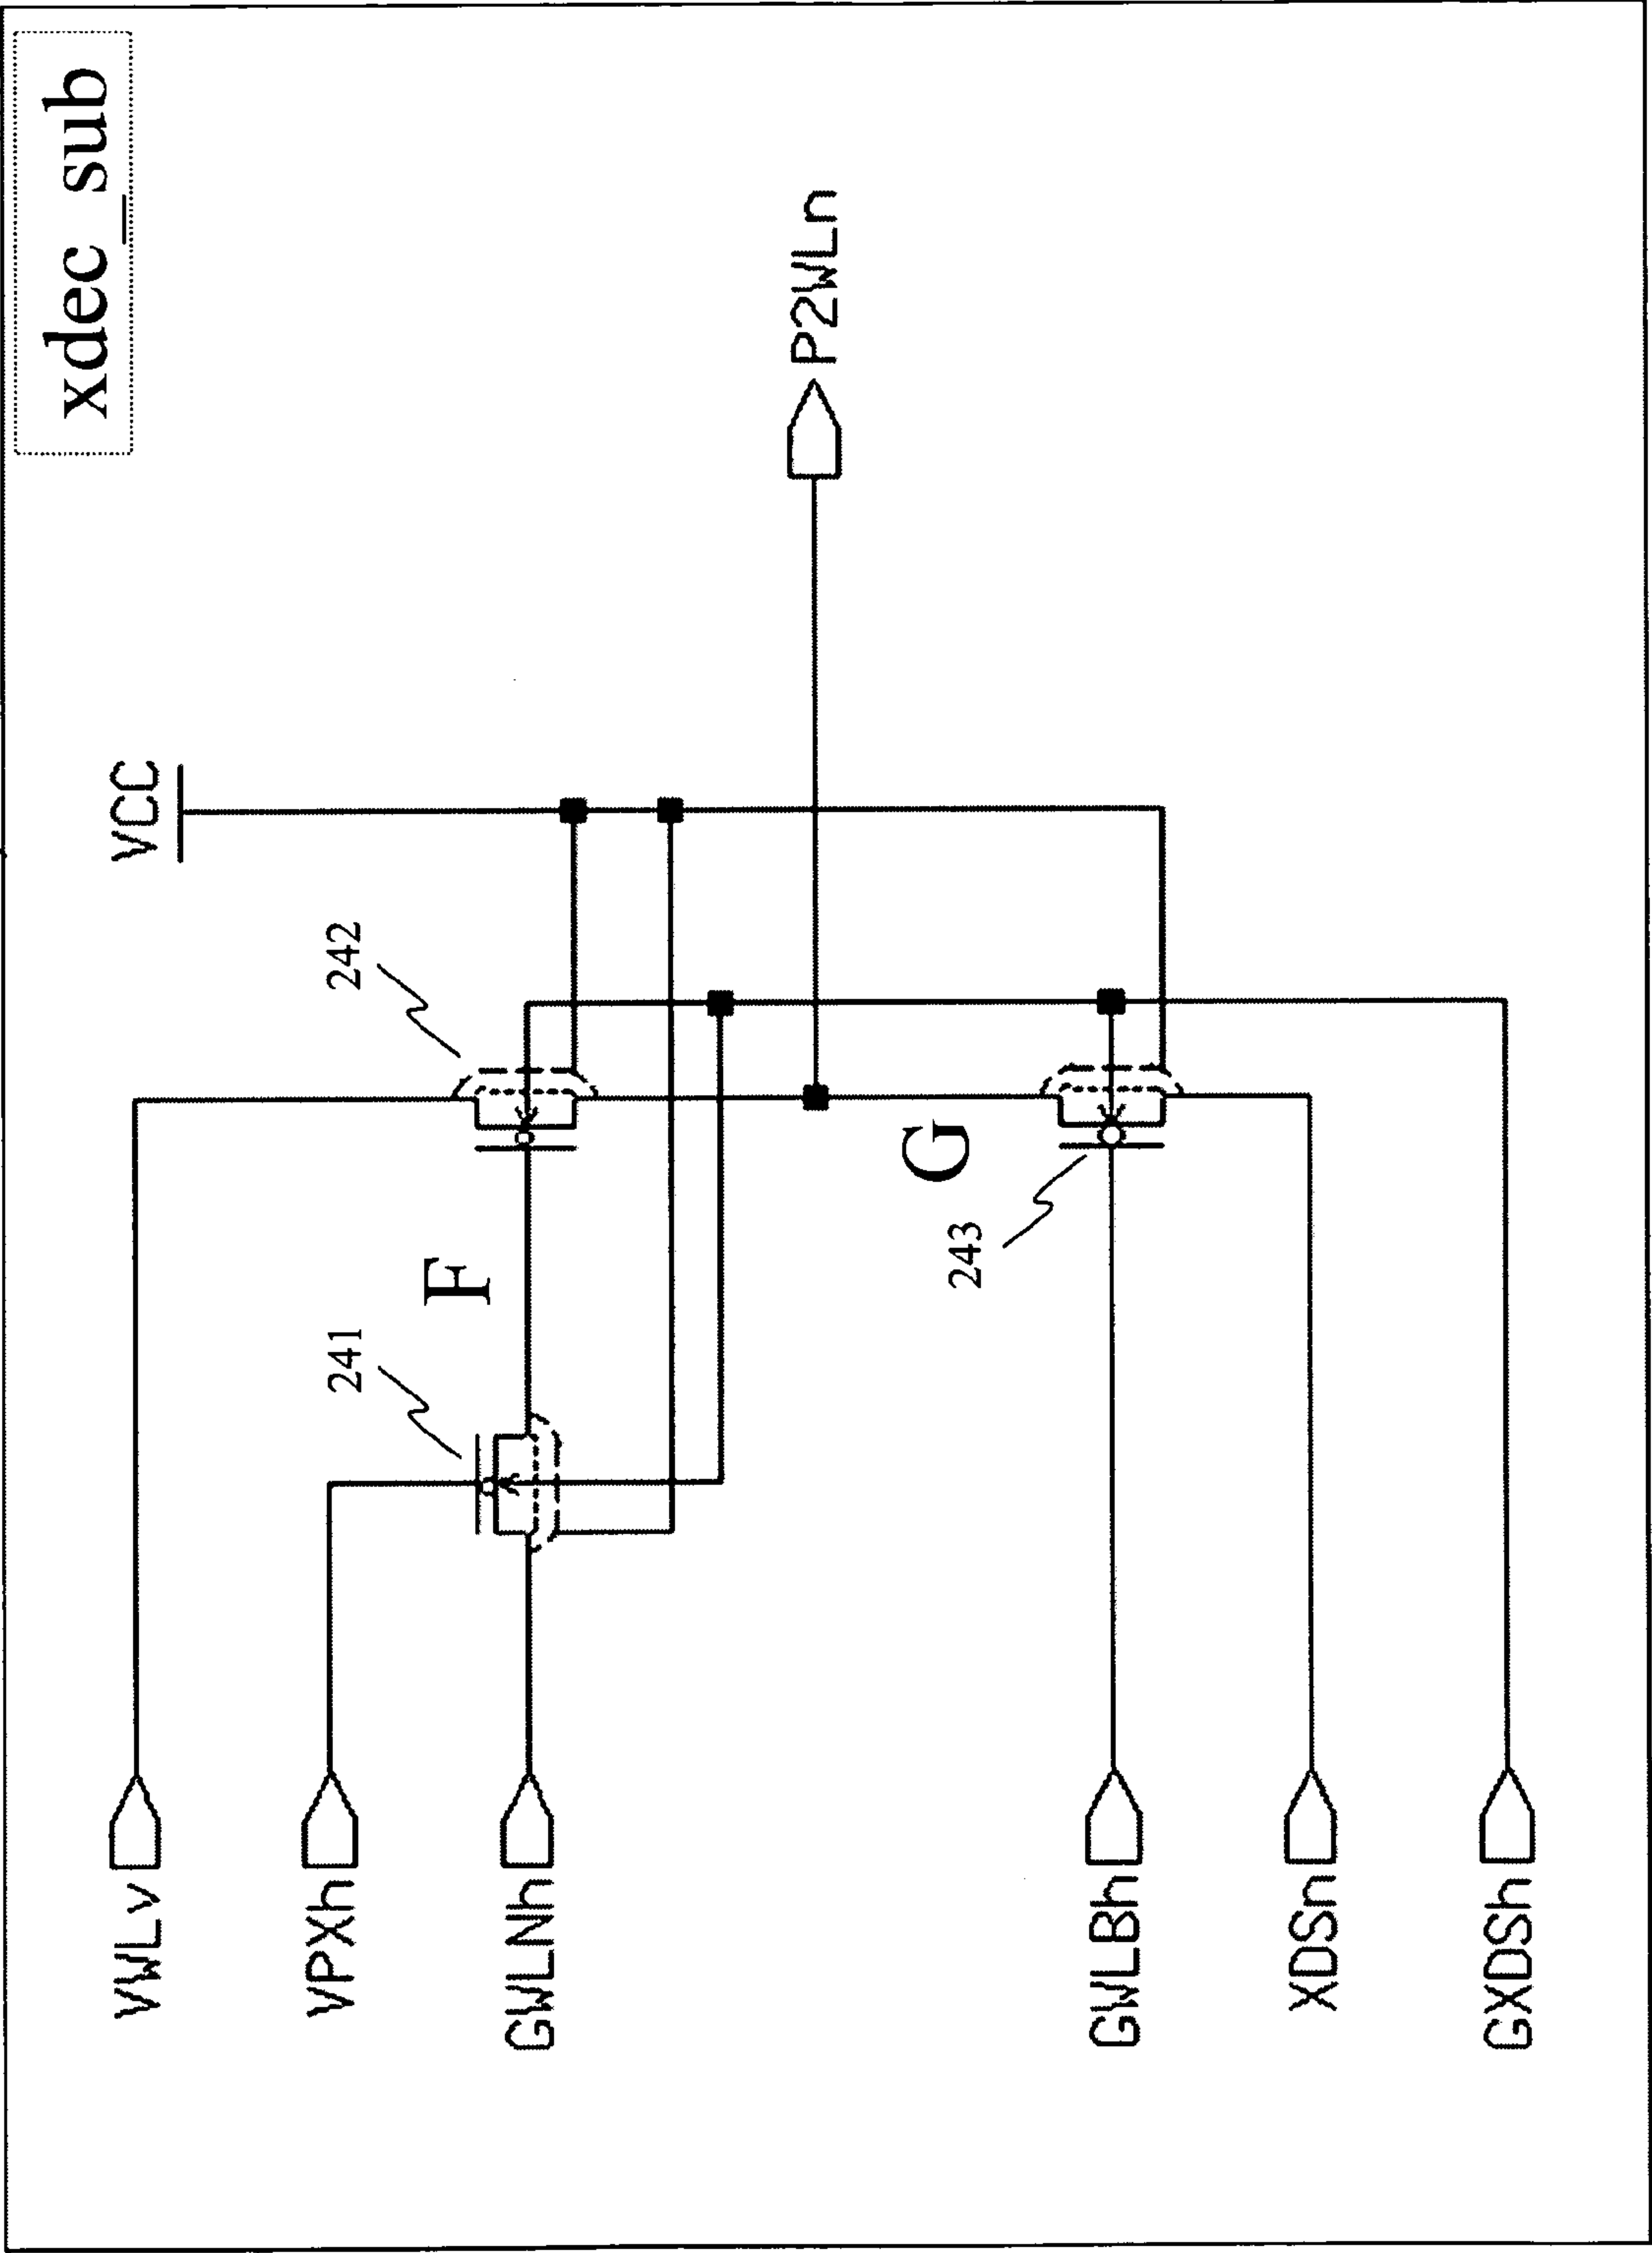 xdec_sub
VCC
242
241
F
G
243
P2WLn
VWLv
VPXh
GWLNh
GWLBh
XDSn
GXDSh